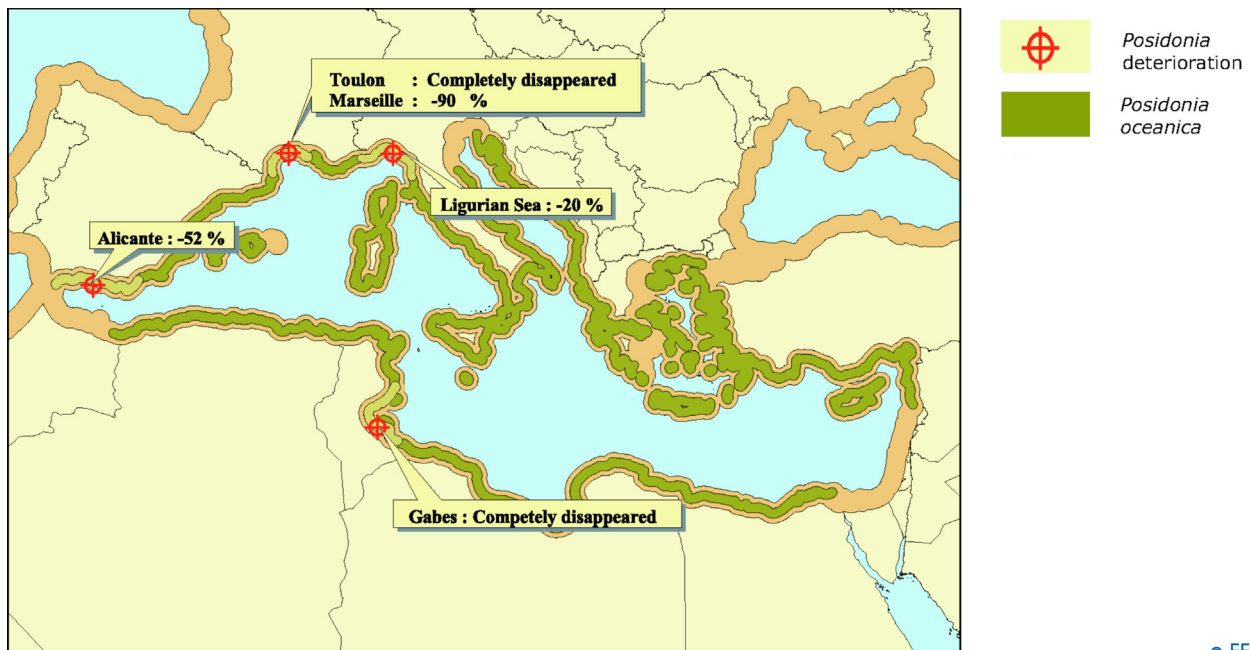 Toulon : Completely disappeared
Marseille : -90 %
Ligurian Sea : -20 %
Alicante : -52 %
Gabes : Competely disappeared
Posidonia
deterioration
Posidonia
oceanica